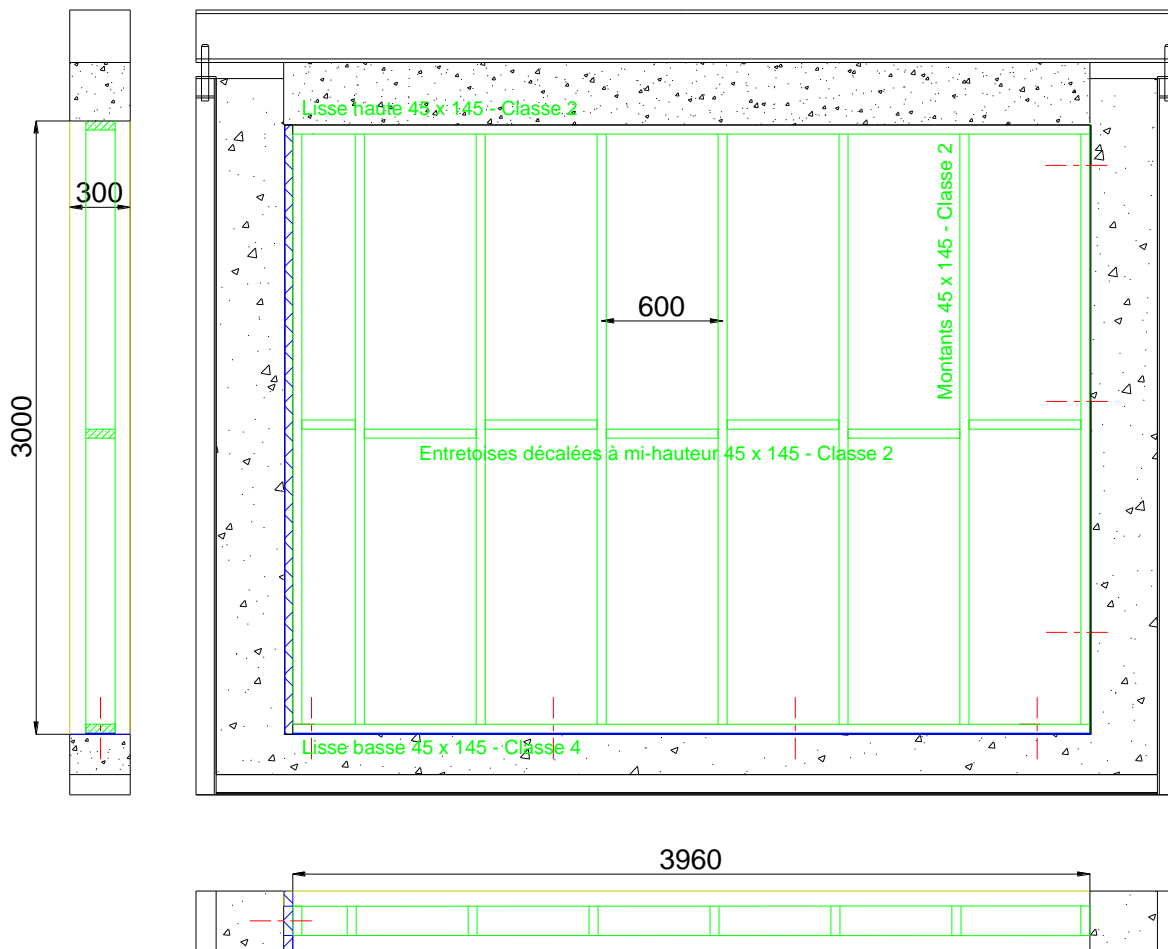 Lisse haute 45 x 145 - Classe 2
300
Montants 45 x 145 - Classe 2
600
3000
Entretoises décalées à mi-hauteur 45 x 145 - Classe 2
Lisse basse 45 x 145 - Classe 4
3960